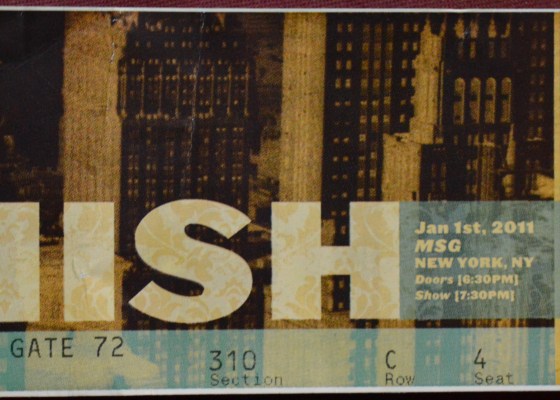 ISH
Jan 1st, 2011
MSG
NEW YORK, NY
Doors [6:30PM]
Show [7:30PM]
GATE 72
310 C 4
Section Row Seat